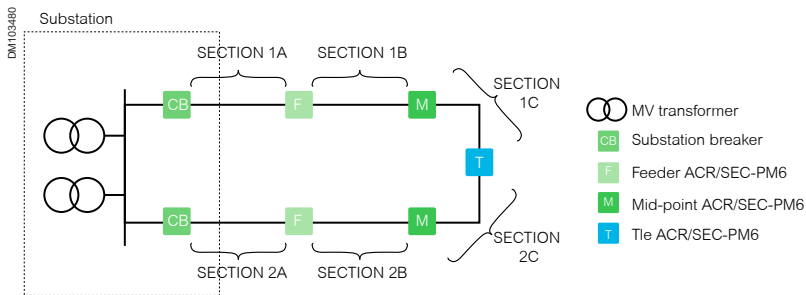 DM103480
Substation
SECTION 1A
SECTION 1B
SECTION
1C
CB
F
M
T
CB
F
M
SECTION 2A
SECTION 2B
SECTION
2C
MV transformer
CB Substation breaker
F Feeder ACR/SEC-PM6
M Mid-point ACR/SEC-PM6
T Tle ACR/SEC-PM6